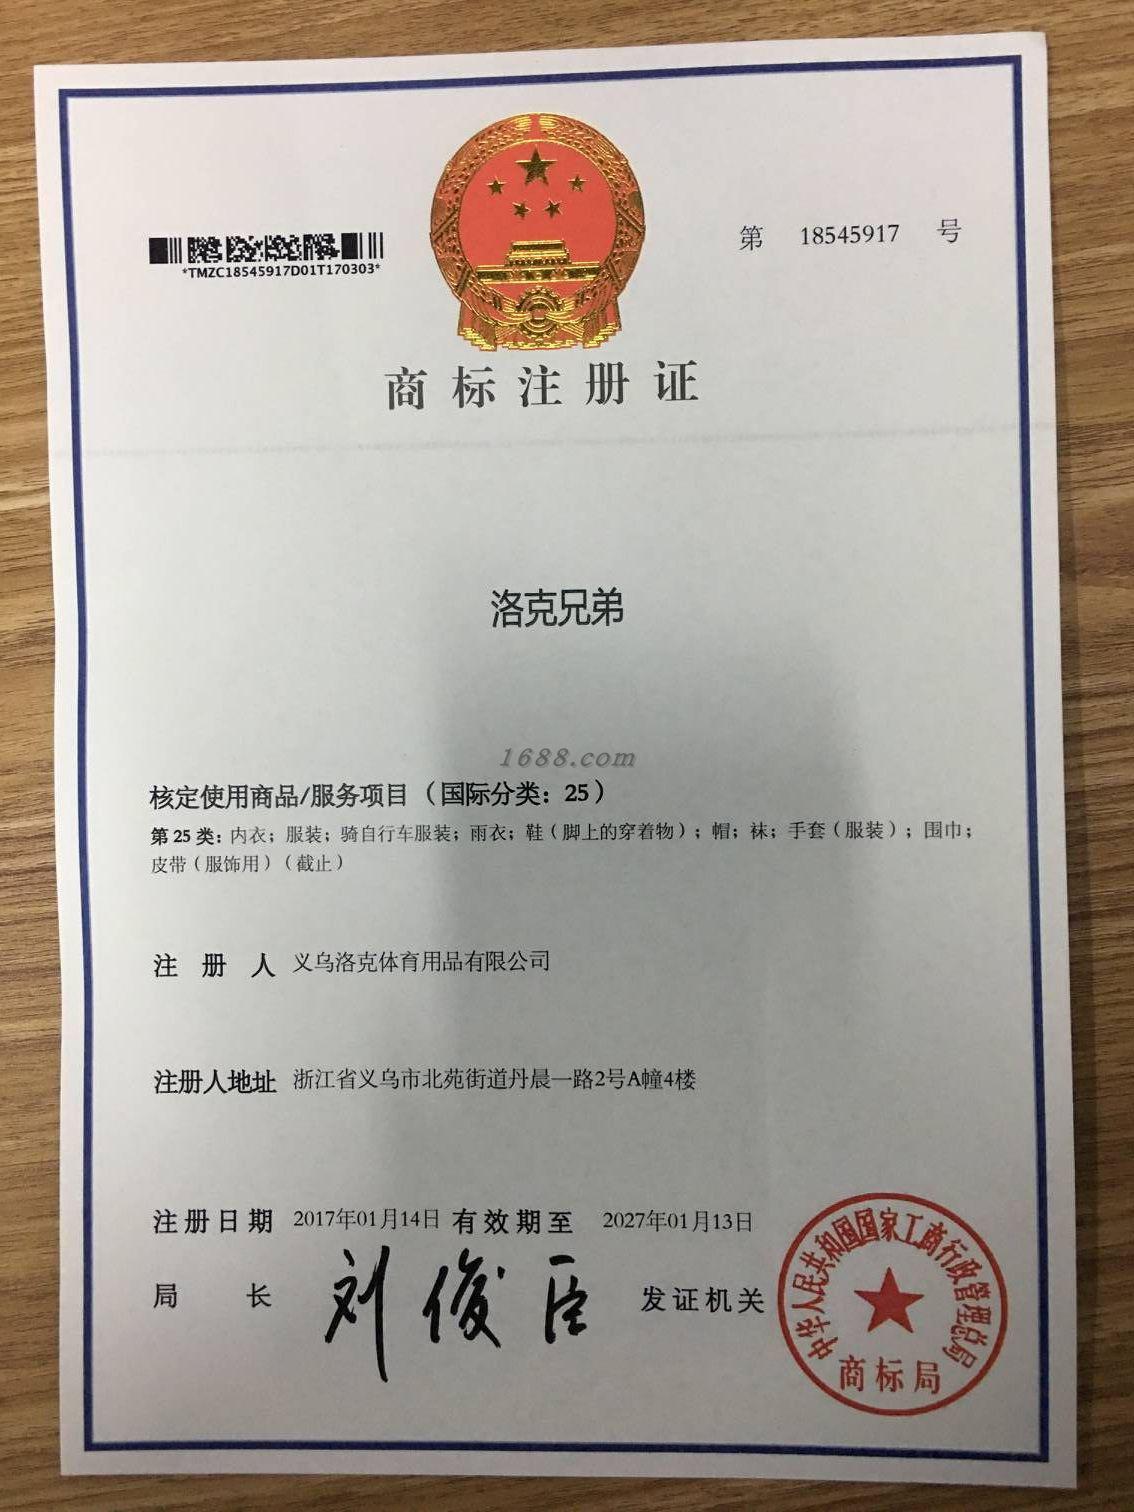 *TMZC18545917D01T170303*
第 18545917 号
商标注册证
洛克兄弟
1688.com
核定使用商品/服务项目（国际分类：25）
第25类：内衣；服装；骑自行车服装；雨衣；鞋（脚上的穿着物）；帽；袜；手套（服装）；围巾；
皮带（服饰用）（截止）
注册人 义乌洛克体育用品有限公司
注册人地址 浙江省义乌市北苑街道丹晨一路2号A幢4楼
注册日期 2017年01月14日 有效期至 2027年01月13日
局长 刘俊臣 发证机关
中华人民共和国国家工商行政管理总局
商标局